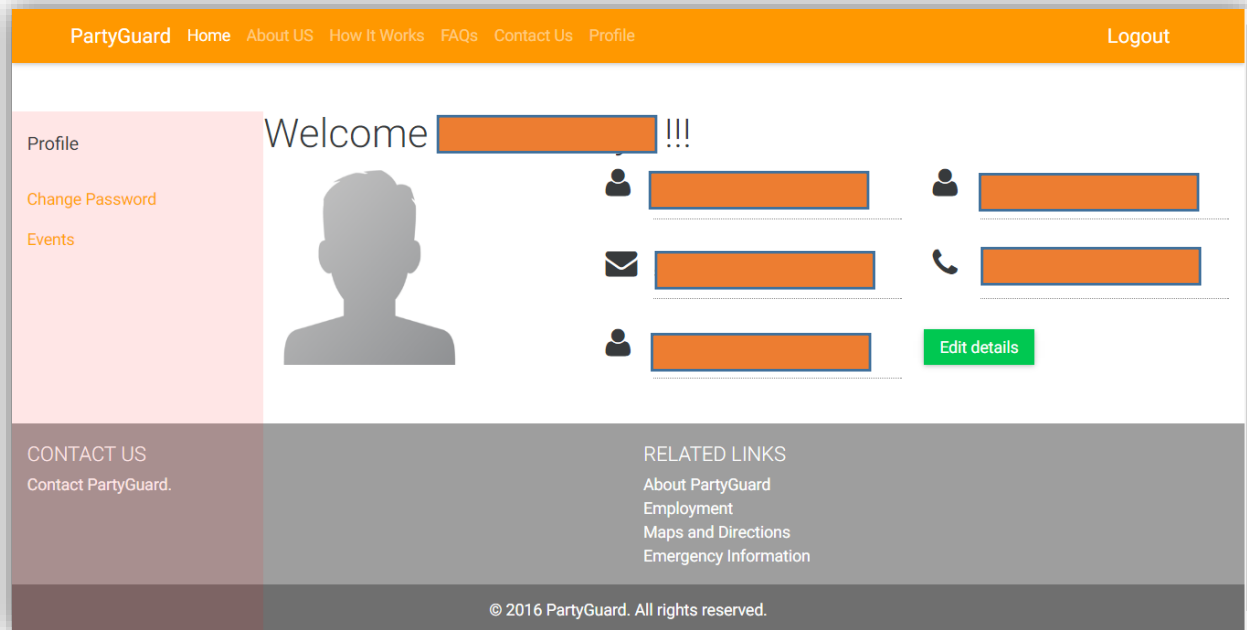 PartyGuard Home About US How It Works FAQs Contact Us Profile Logout
Profile
Change Password
Events
Welcome !!!
Edit details
CONTACT US
Contact PartyGuard.
RELATED LINKS
About PartyGuard
Employment
Maps and Directions
Emergency Information
© 2016 PartyGuard. All rights reserved.